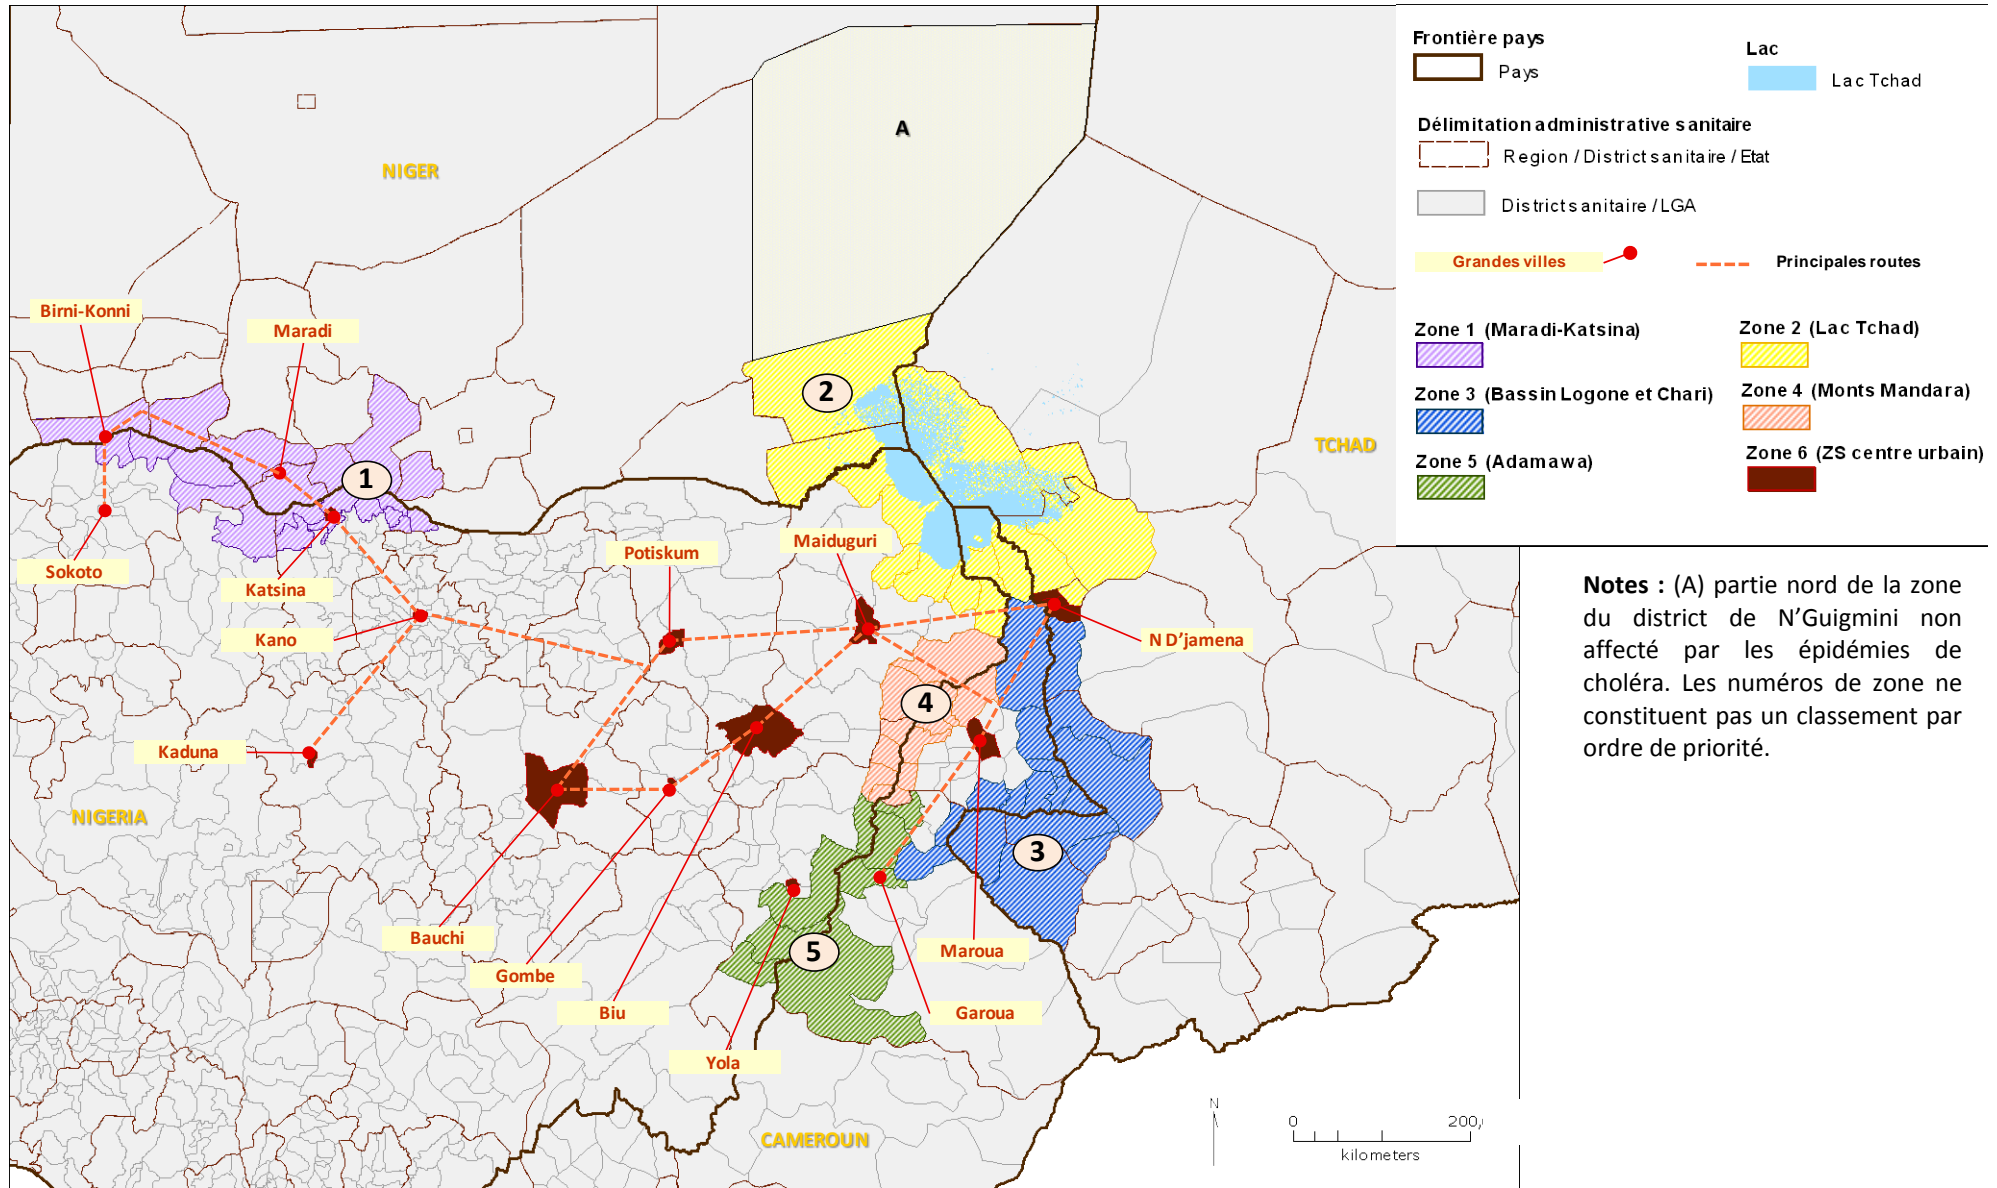 A
NIGER
Birni-Konni
Maradi
2
1
TCHAD
Sokoto
Katsina
Kano
Potiskum
Maiduguri
N D’jamena
4
Kaduna
NIGERIA
3
Bauchi
Gombe
Biu
Yola
5
Maroua
Garoua
CAMEROUN
N
0 200,
kilometers
Frontière pays
Pays
Lac
Lac Tchad
Délimitation administrative sanitaire
Region / District sanitaire / Etat
District sanitaire / LGA
Grandes villes
Principales routes
Zone 1 (Maradi-Katsina)
Zone 2 (Lac Tchad)
Zone 3 (Bassin Logone et Chari)
Zone 4 (Monts Mandara)
Zone 5 (Adamawa)
Zone 6 (ZS centre urbain)
Notes : (A) partie nord de la zone
du district de N’Guigmini non
affecté par les épidémies de
choléra. Les numéros de zone ne
constituent pas un classement par
ordre de priorité.